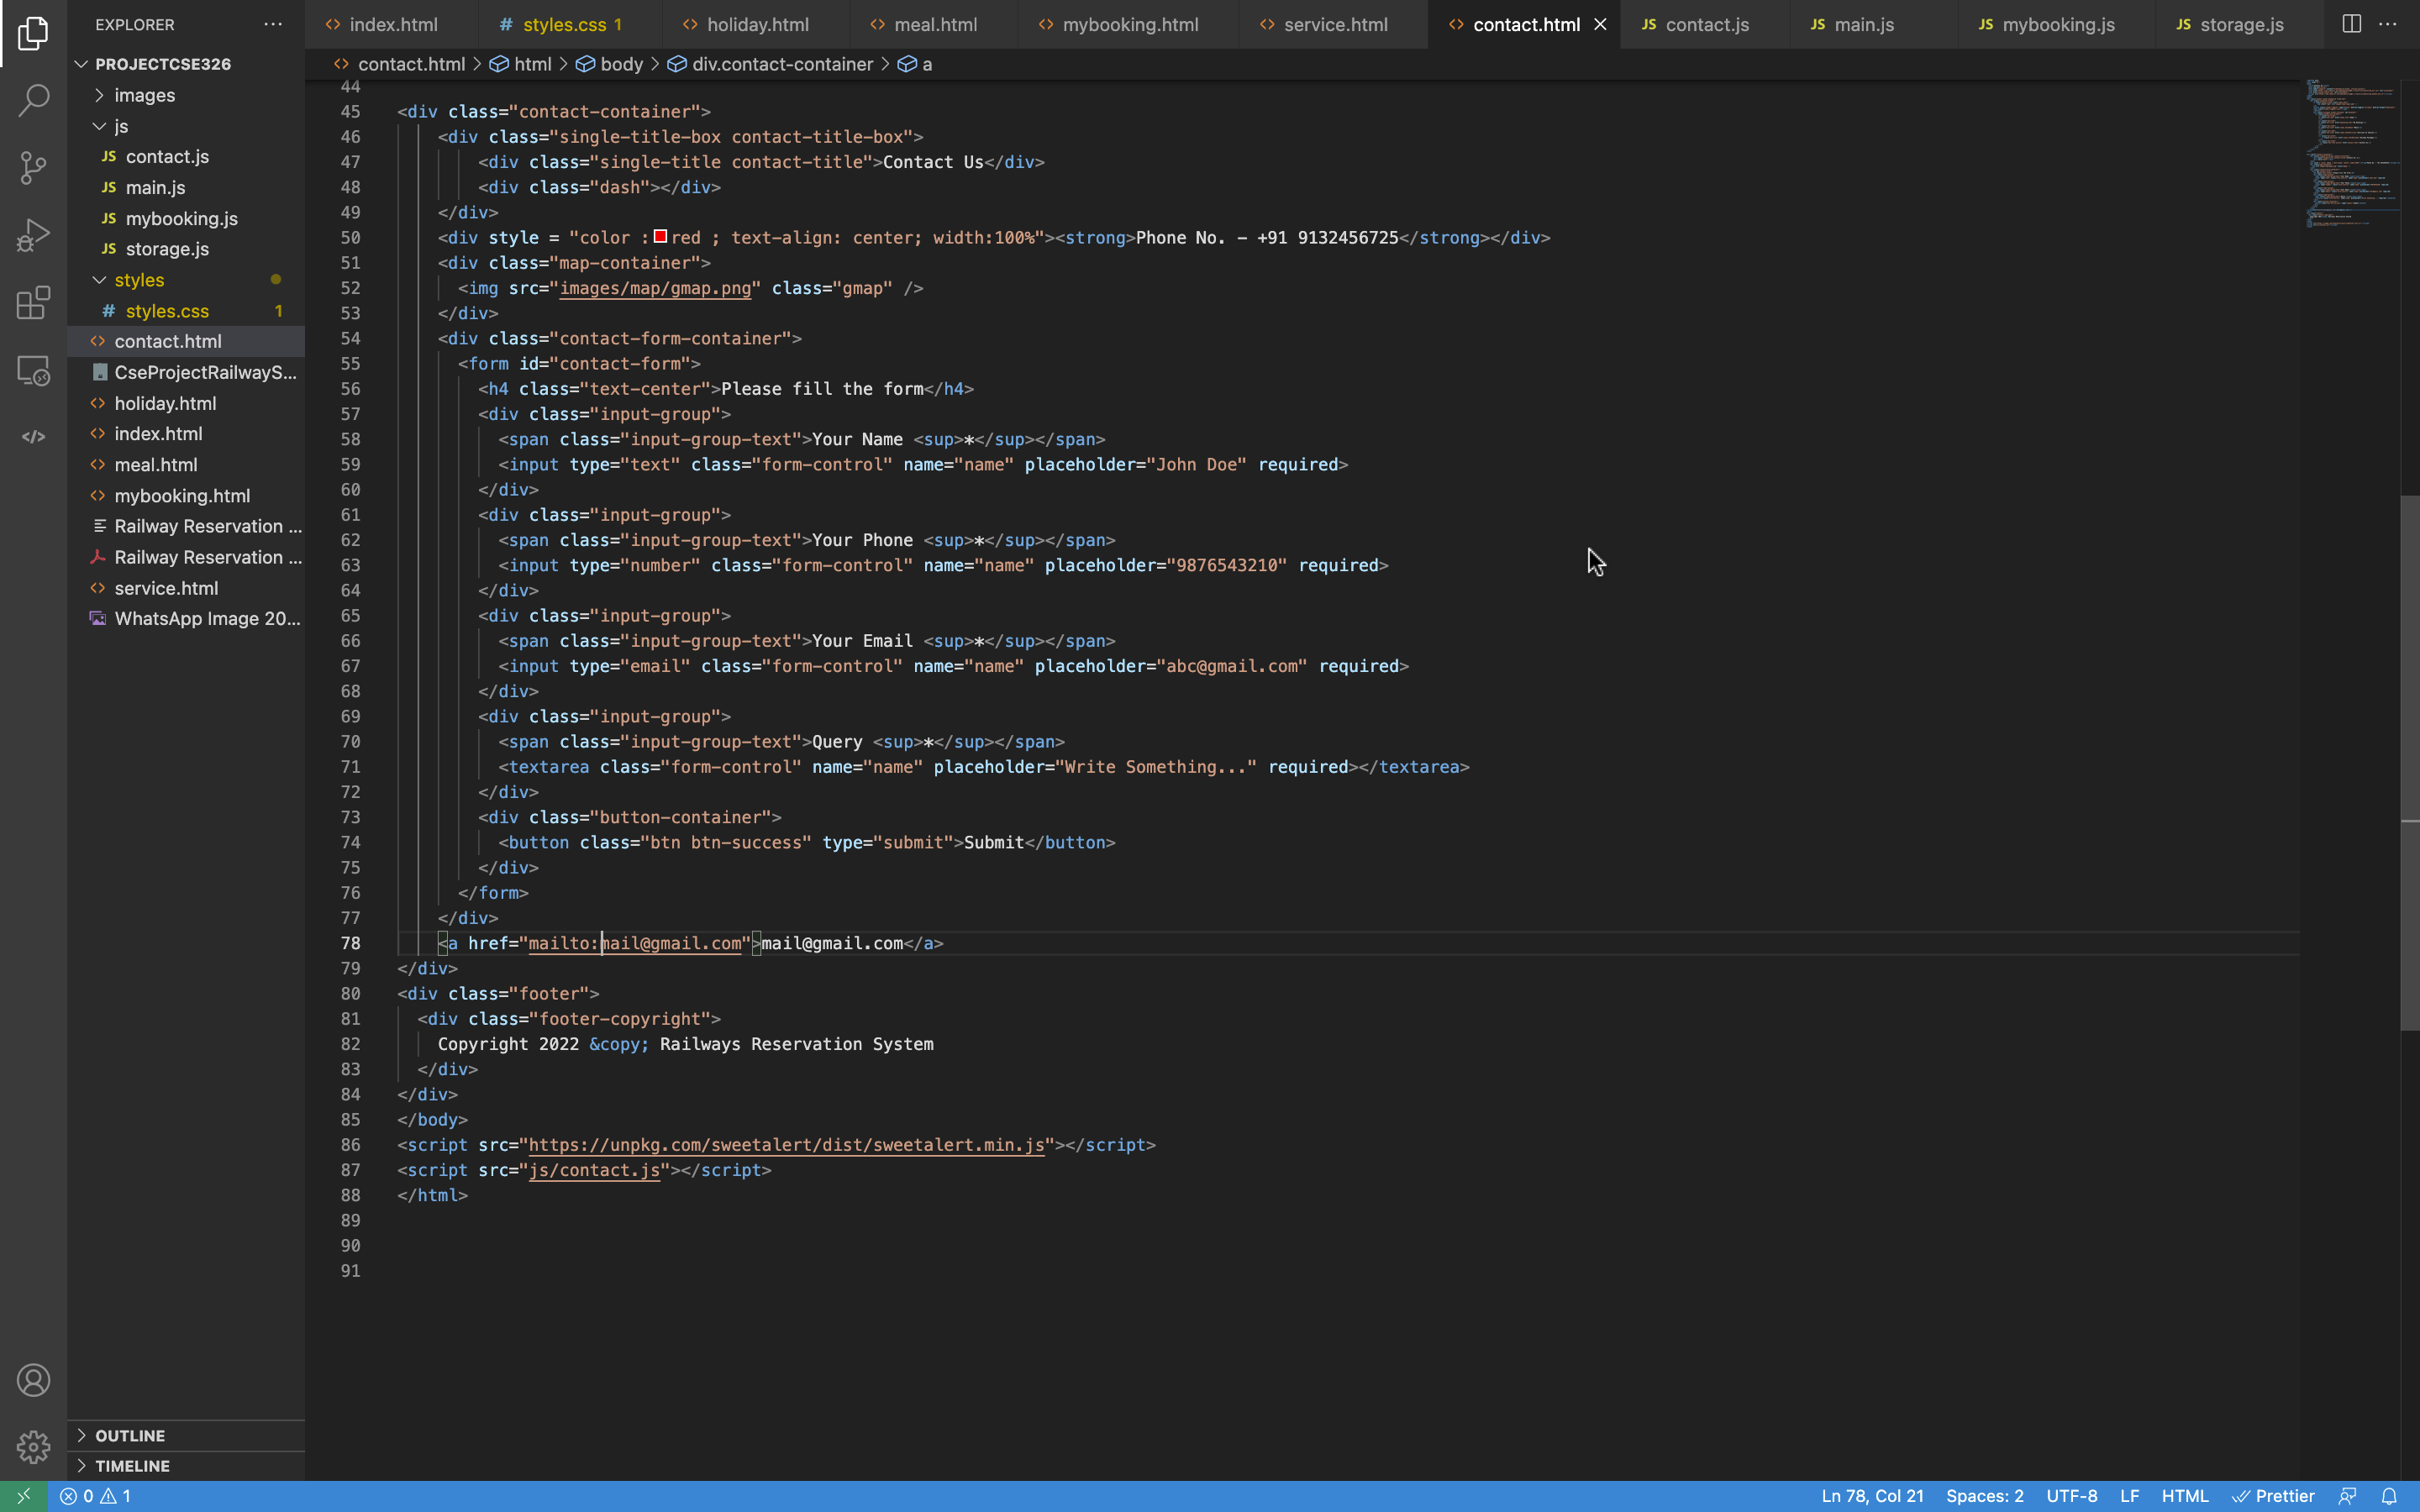 EXPLORER
PROJECTCSE326
images
js
JS contact.js
JS main.js
JS mybooking.js
JS storage.js
styles
# styles.css 1
<> contact.html
CseProjectRailwayS...
<> holiday.html
<> index.html
<> meal.html
<> mybooking.html
Railway Reservation ...
Railway Reservation ...
<> service.html
WhatsApp Image 20...
OUTLINE
TIMELINE
<> index.html # styles.css 1 <> holiday.html <> meal.html <> mybooking.html <> service.html <> contact.html JS contact.js JS main.js JS mybooking.js JS storage.js
<> contact.html > html > body > div.contact-container > a
44
45 <div class="contact-container">
46 <div class="single-title-box contact-title-box">
47 <div class="single-title contact-title">Contact Us</div>
48 <div class="dash"></div>
49 </div>
50 <div style = "color :red ; text-align: center; width:100%"><strong>Phone No. - +91 9132456725</strong></div>
51 <div class="map-container">
52 <img src="images/map/gmap.png" class="gmap" />
53 </div>
54 <div class="contact-form-container">
55 <form id="contact-form">
56 <h4 class="text-center">Please fill the form</h4>
57 <div class="input-group">
58 <span class="input-group-text">Your Name <sup>*</sup></span>
59 <input type="text" class="form-control" name="name" placeholder="John Doe" required>
60 </div>
61 <div class="input-group">
62 <span class="input-group-text">Your Phone <sup>*</sup></span>
63 <input type="number" class="form-control" name="name" placeholder="9876543210" required>
64 </div>
65 <div class="input-group">
66 <span class="input-group-text">Your Email <sup>*</sup></span>
67 <input type="email" class="form-control" name="name" placeholder="abc@gmail.com" required>
68 </div>
69 <div class="input-group">
70 <span class="input-group-text">Query <sup>*</sup></span>
71 <textarea class="form-control" name="name" placeholder="Write Something..." required></textarea>
72 </div>
73 <div class="button-container">
74 <button class="btn btn-success" type="submit">Submit</button>
75 </div>
76 </form>
77 </div>
78 <a href="mailto:mail@gmail.com">mail@gmail.com</a>
79 </div>
80 <div class="footer">
81 <div class="footer-copyright">
82 Copyright 2022 &copy; Railways Reservation System
83 </div>
84 </div>
85 </body>
86 <script src="https://unpkg.com/sweetalert/dist/sweetalert.min.js"></script>
87 <script src="js/contact.js"></script>
88 </html>
89
90
91
0 1 Ln 78, Col 21 Spaces: 2 UTF-8 LF HTML Prettier